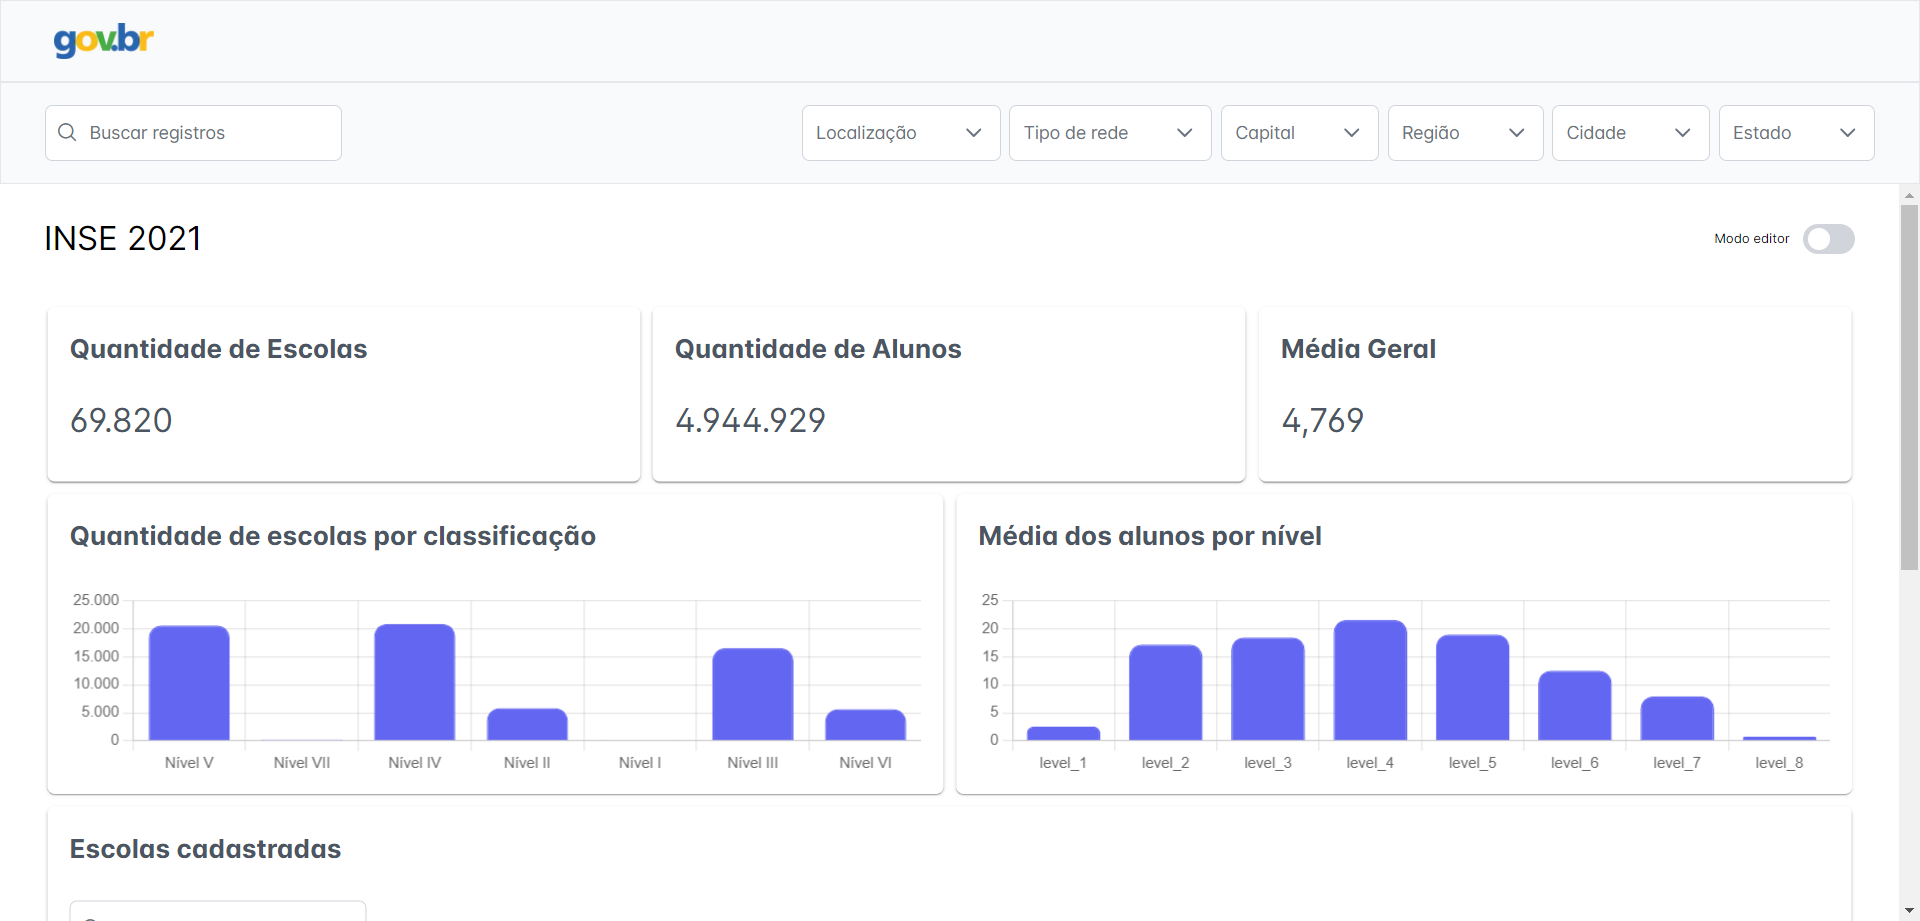 gov.br
Buscar registros
Localização
Tipo de rede
Capital
Região
Cidade
Estado
INSE 2021
Modo editor
Quantidade de Escolas
69.820
Quantidade de Alunos
4.944.929
Média Geral
4,769
Quantidade de escolas por classificação
25.000
20.000
15.000
10.000
5.000
0
Nível V Nível VII Nível IV Nível II Nível I Nível III Nível VI
Média dos alunos por nível
25
20
15
10
5
0
level_1 level_2 level_3 level_4 level_5 level_6 level_7 level_8
Escolas cadastradas